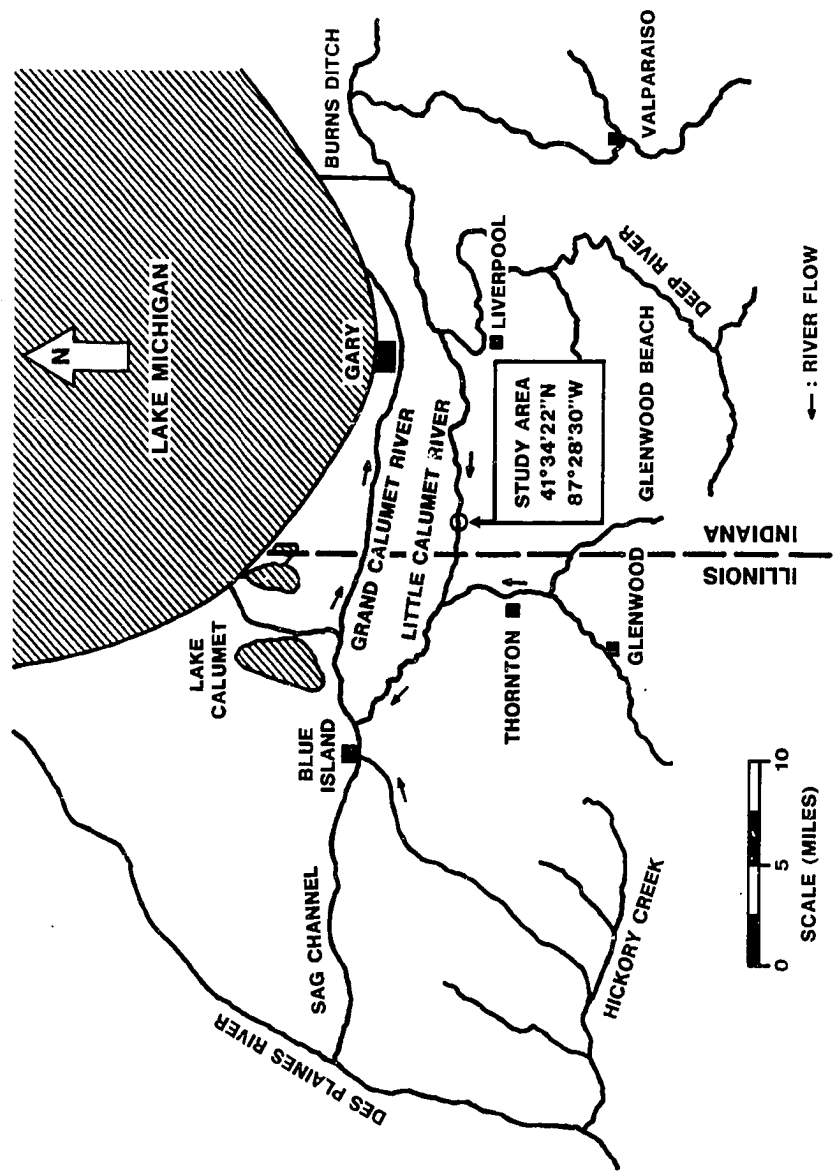 N
LAKE MICHIGAN
BURNS DITCH
GARY
LAKE
CALUMET
GRAND CALUMET RIVER
LITTLE CALUMET RIVER
BLUE
ISLAND
SAG CHANNEL
DES PLAINES RIVER
LIVERPOOL
VALPARAISO
DEEP RIVER
STUDY AREA
41°34'22"N
87°28'30"W
GLENWOOD BEACH
THORNTON
GLENWOOD
ILLINOIS
INDIANA
HICKORY CREEK
0 5 10
SCALE (MILES)
← : RIVER FLOW